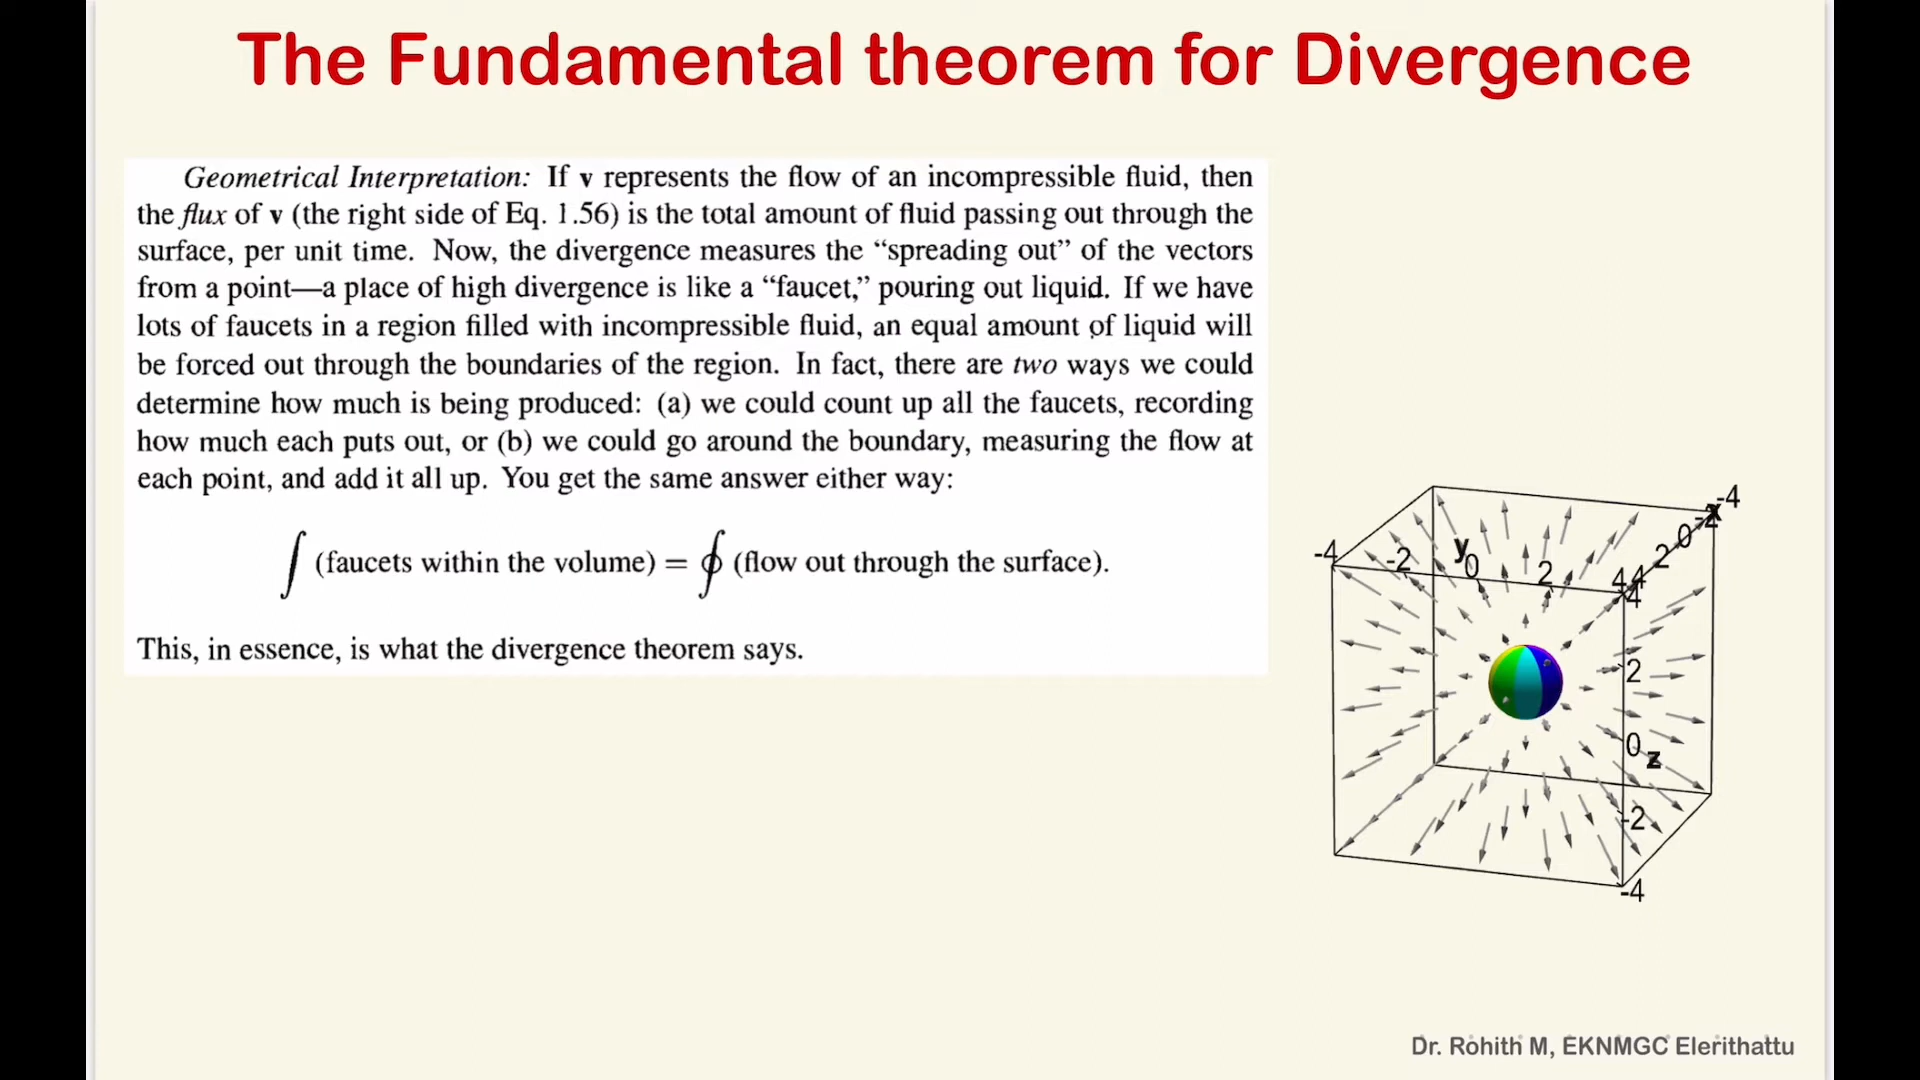 The Fundamental theorem for Divergence
Geometrical Interpretation: If v represents the flow of an incompressible fluid, then
the flux of v (the right side of Eq. 1.56) is the total amount of fluid passing out through the
surface, per unit time. Now, the divergence measures the “spreading out” of the vectors
from a point—a place of high divergence is like a “faucet,” pouring out liquid. If we have
lots of faucets in a region filled with incompressible fluid, an equal amount of liquid will
be forced out through the boundaries of the region. In fact, there are two ways we could
determine how much is being produced: (a) we could count up all the faucets, recording
how much each puts out, or (b) we could go around the boundary, measuring the flow at
each point, and add it all up. You get the same answer either way:
∫ (faucets within the volume) = ∮ (flow out through the surface).
This, in essence, is what the divergence theorem says.
-4 -2 y 0 2 4
4 2 0 -2 x -4
4
2
0 z
-2
-4
Dr. Rohith M, EKNMGC Elerithattu